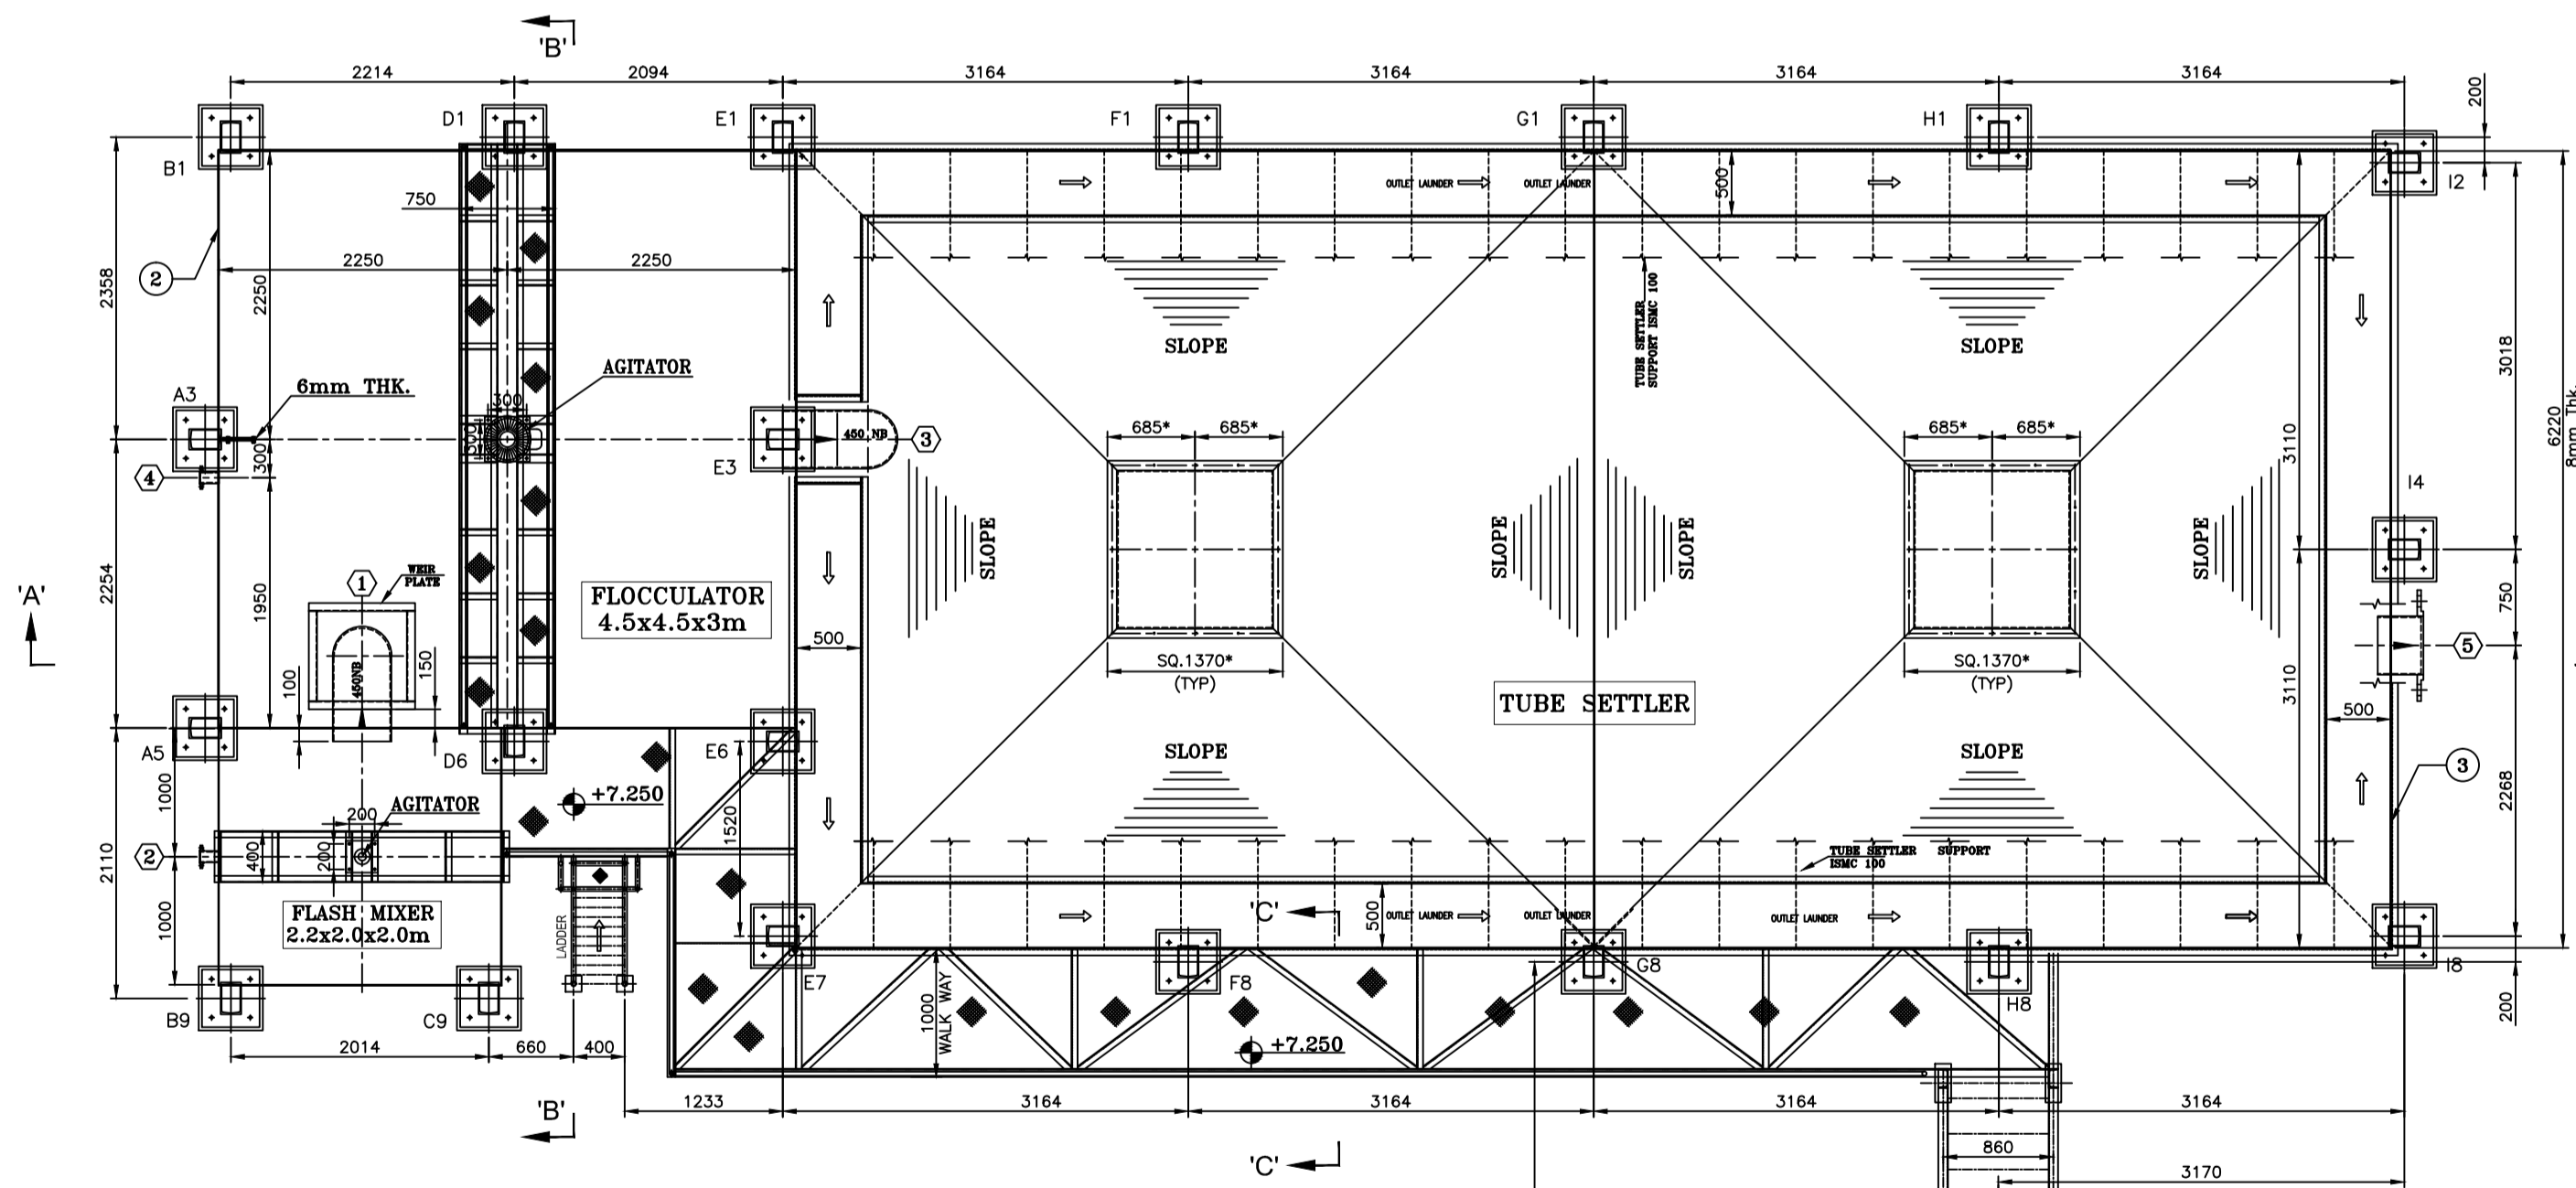 'B'
2214
2094
3164
3164
3164
3164
200
D1
E1
F1
G1
H1
B1
I2
OUTLET LAUNDER
OUTLET LAUNDER
500
750
2250
2250
2
2358
2250
TUBE SETTLER
SUPPORT ISMC 100
SLOPE
SLOPE
3018
6220
8mm Thk.
AGITATOR
6mm THK.
A3
300
300
450 NB
3
E3
685*
685*
685*
685*
3110
4
300
I4
SLOPE
SLOPE
SLOPE
SLOPE
'A'
2254
1950
WEIR
PLATE
1
FLOCCULATOR
4.5x4.5x3m
500
750
5
450NB
100
150
SQ.1370*
(TYP)
SQ.1370*
(TYP)
TUBE SETTLER
3110
500
A5
D6
E6
SLOPE
SLOPE
3
1000
+7.250
AGITATOR
200
1520
2268
2
2110
400
200
TUBE SETTLER SUPPORT
ISMC 100
FLASH MIXER
2.2x2.0x2.0m
1000
LADDER
'C'
500
OUTLET LAUNDER
OUTLET LAUNDER
OUTLET LAUNDER
E7
F8
G8
H8
I8
B9
C9
1000
WALK WAY
200
2014
660
400
+7.250
'B'
1233
3164
3164
3164
3164
'C'
860
3170